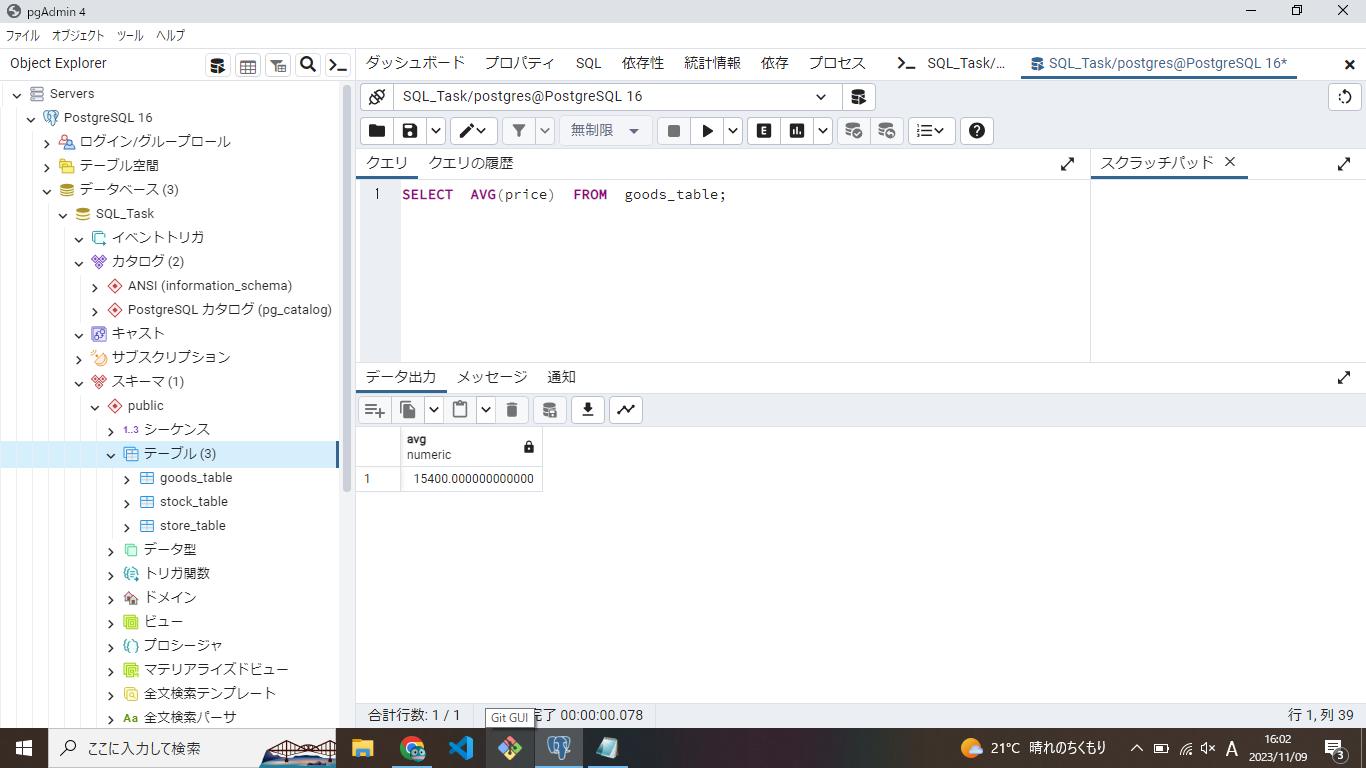 pgAdmin 4
ファイル オブジェクト ツール ヘルプ
Object Explorer
ダッシュボード プロパティ SQL 依存性 統計情報 依存 プロセス SQL_Task/... SQL_Task/postgres@PostgreSQL 16*
SQL_Task/postgres@PostgreSQL 16
無制限
E
クエリ クエリの履歴
スクラッチパッド
1 SELECT AVG(price) FROM goods_table;
Servers
PostgreSQL 16
ログイン/グループロール
テーブル空間
データベース (3)
SQL_Task
イベントトリガ
カタログ (2)
ANSI (information_schema)
PostgreSQL カタログ (pg_catalog)
キャスト
サブスクリプション
スキーマ (1)
public
1..3 シーケンス
テーブル (3)
goods_table
stock_table
store_table
データ型
トリガ関数
ドメイン
ビュー
プロシージャ
マテリアライズドビュー
全文検索テンプレート
Aa 全文検索パーサ
データ出力 メッセージ 通知
avg
numeric
1 15400.000000000000
合計行数: 1 / 1
Git GUI
完了 00:00:00.078
行 1, 列 39
ここに入力して検索
21°C 晴れのちくもり
A
16:02
2023/11/09
3